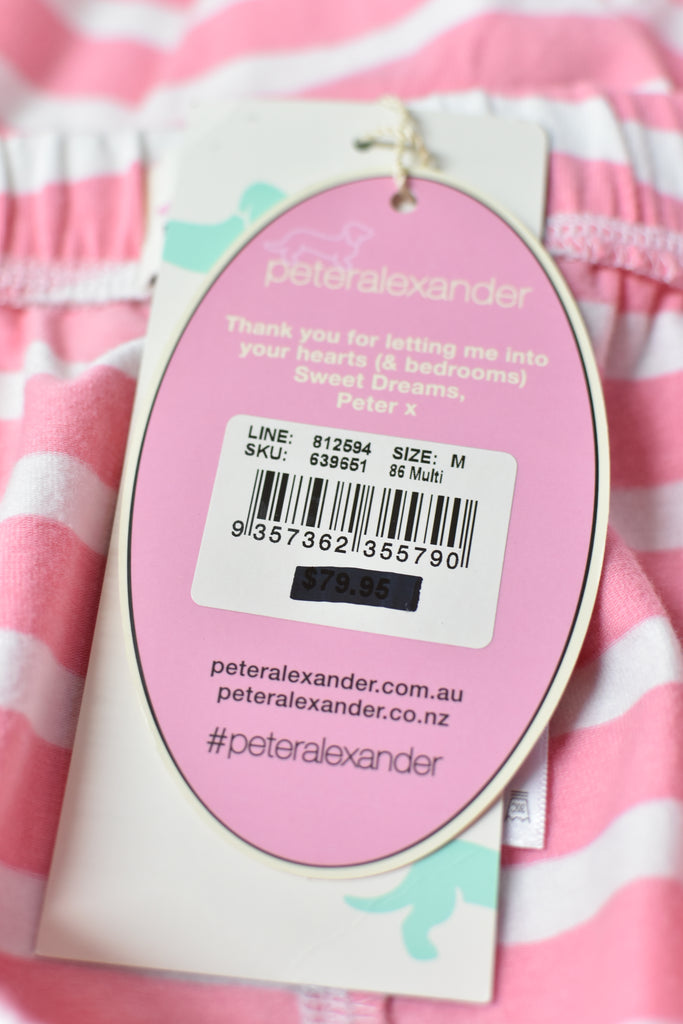 peteralexander
Thank you for letting me into
your hearts (& bedrooms)
Sweet Dreams,
Peter x
LINE: 812594 SIZE: M
SKU: 639651 86 Multi
9 357362 355790
$79.95
peteralexander.com.au
peteralexander.co.nz
#peteralexander